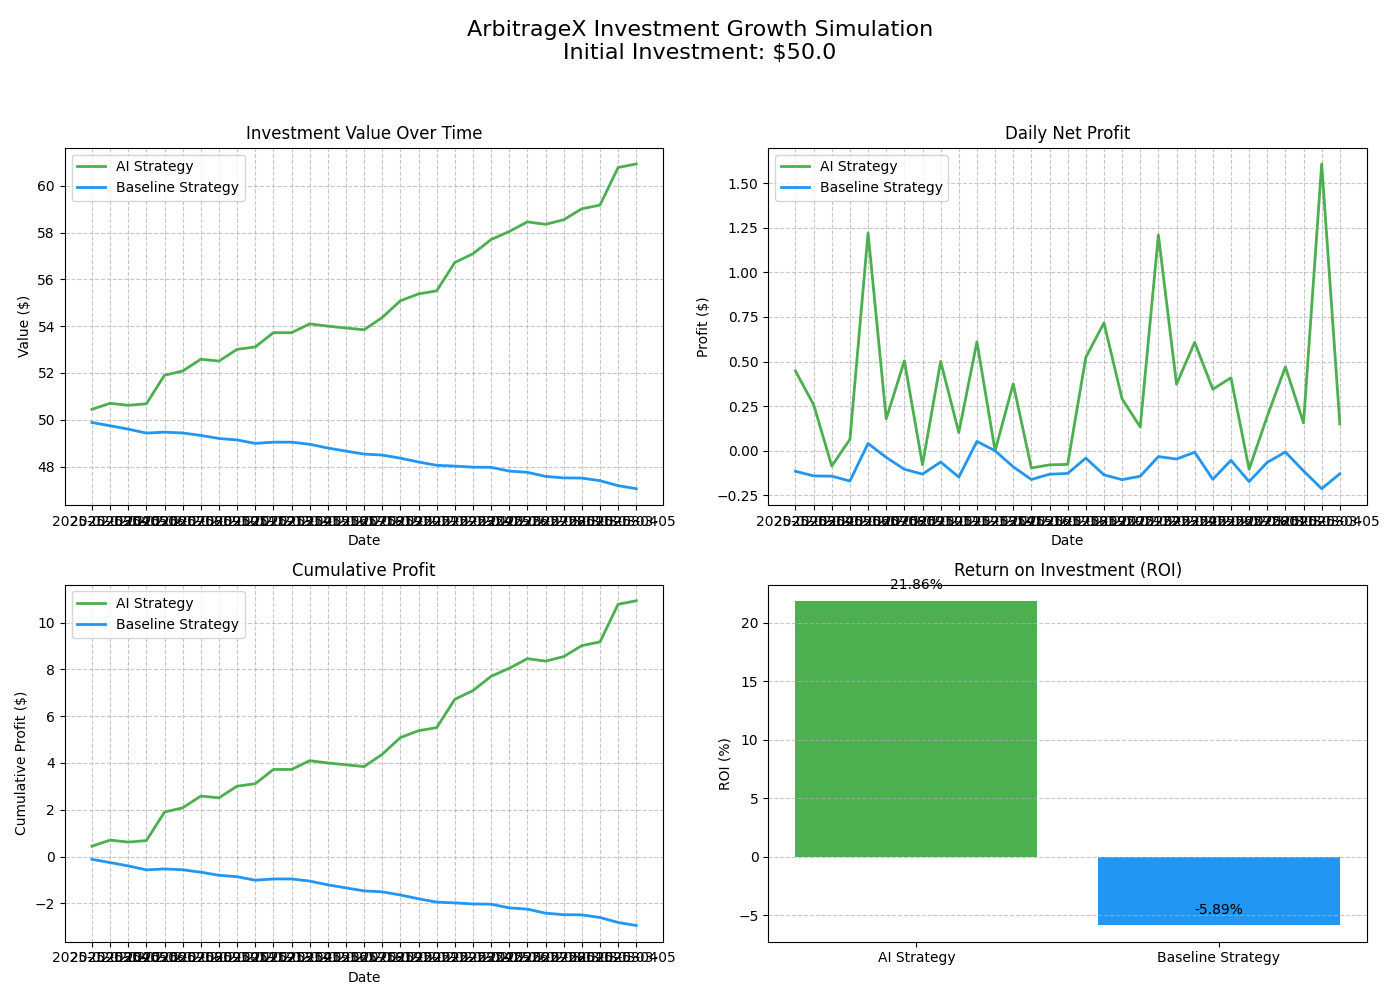 ArbitrageX Investment Growth Simulation
Initial Investment: $50.0
Investment Value Over Time
AI Strategy
Baseline Strategy
Value ($)
60
58
56
54
52
50
48
Date
Daily Net Profit
AI Strategy
Baseline Strategy
Profit ($)
1.50
1.25
1.00
0.75
0.50
0.25
0.00
−0.25
Date
Cumulative Profit
AI Strategy
Baseline Strategy
Cumulative Profit ($)
10
8
6
4
2
0
−2
Date
Return on Investment (ROI)
21.86%
ROI (%)
20
15
10
5
0
−5
-5.89%
AI Strategy
Baseline Strategy